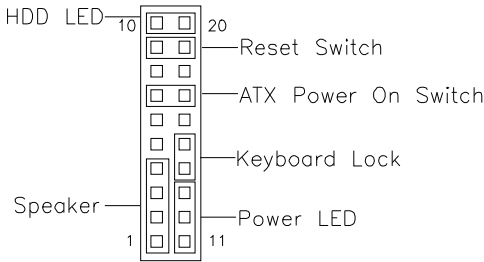 HDD LED
10 20
Reset Switch
ATX Power On Switch
Keyboard Lock
Speaker
Power LED
1 11